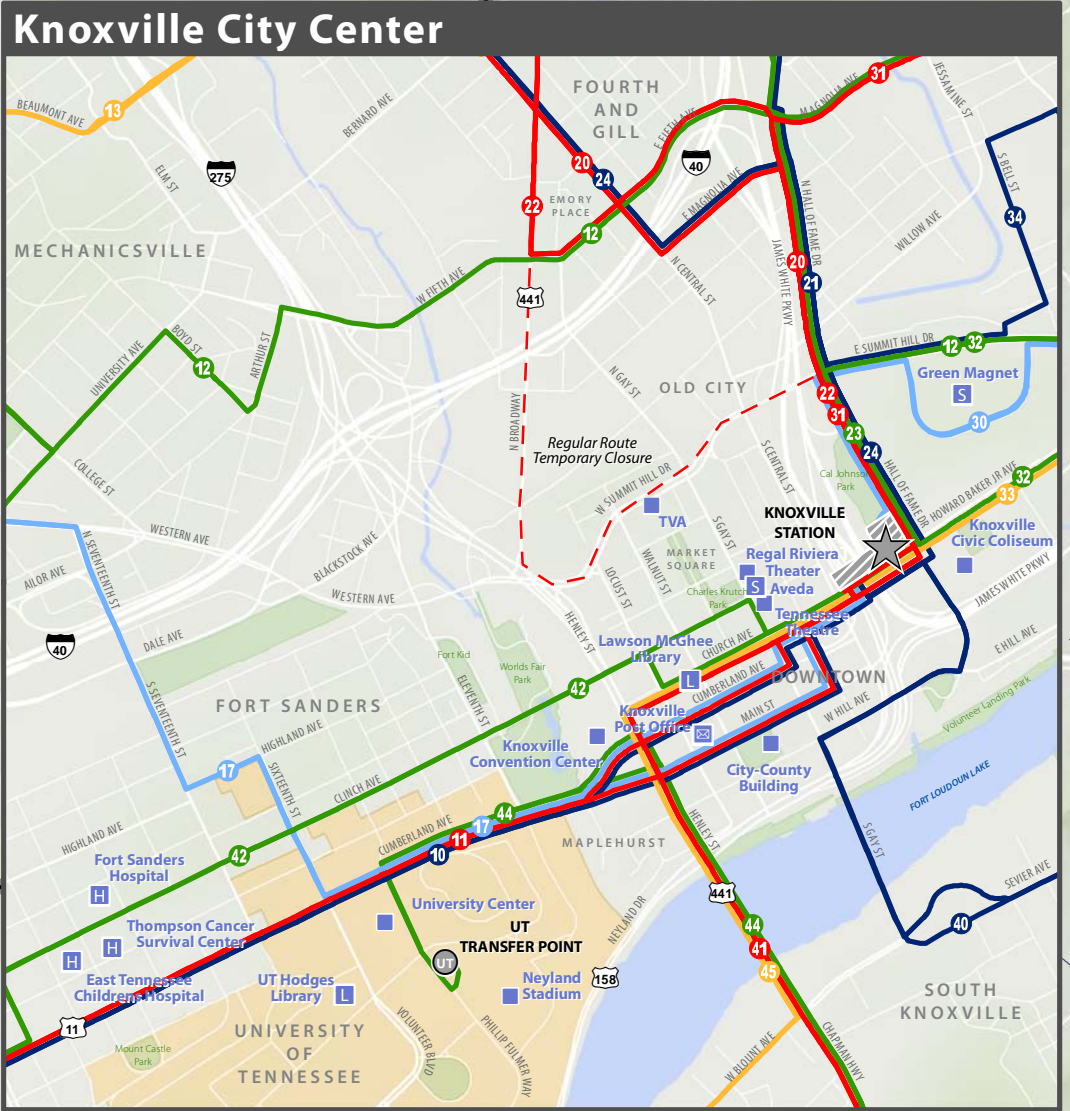 Knoxville City Center
FOURTH
AND
GILL
31
MAGNOLIA AVE
JESSAMINE ST
BEAUMONT AVE
13
BERNARD AVE
E FIFTH AVE
275
ELM ST
20
24
40
S BELL ST
22
EMORY
PLACE
E MAGNOLIA AVE
N HALL OF FAME DR
34
WILLOW AVE
12
MECHANICSVILLE
W FIFTH AVE
N CENTRAL ST
JAMES WHITE PKWY
20
21
441
UNIVERSITY AVE
BOYD ST
12
ARTHUR ST
E SUMMIT HILL DR
12
32
N GAY ST
OLD CITY
Green Magnet
S
22
31
30
N BROADWAY
Regular Route
Temporary Closure
23
24
S CENTRAL ST
COLLEGE ST
W SUMMIT HILL DR
Cal Johnson
Park
HALL OF FAME DR
HOWARD BAKER JR AVE
32
33
TVA
KNOXVILLE
STATION
Knoxville
Civic Coliseum
WESTERN AVE
N SEVENTEENTH ST
BLACKSTOCK AVE
S GAY ST
MARKET
SQUARE
WALNUT ST
LOCUST ST
Regal Riviera
Theater
S
Aveda
AILOR AVE
WESTERN AVE
Charles Krutch
Park
JAMES WHITE PKWY
HENLEY ST
Tennessee
Theatre
DALE AVE
40
Lawson McGhee
Library
CHURCH AVE
E HILL AVE
Fort Kid
Worlds Fair
Park
L
CUMBERLAND AVE
DOWNTOWN
S SEVENTEENTH ST
FORT SANDERS
ELEVENTH ST
42
Knoxville
Post Office
MAIN ST
W HILL AVE
Volunteer Landing Park
HIGHLAND AVE
Knoxville
Convention Center
City-County
Building
17
SIXTEENTH ST
CLINCH AVE
FORT LOUDOUN LAKE
HIGHLAND AVE
CUMBERLAND AVE
44
17
11
10
MAPLEHURST
HENLEY ST
S GAY ST
42
Fort Sanders
Hospital
H
441
SEVIER AVE
University Center
NEYLAND DR
Thompson Cancer
Survival Center
H
H
UT
TRANSFER POINT
UT
44
41
45
40
East Tennessee
Childrens Hospital
UT Hodges
Library
L
Neyland
Stadium
158
SOUTH
KNOXVILLE
11
UNIVERSITY
OF
TENNESSEE
VOLUNTEER BLVD
PHILLIP FULMER WAY
Mount Castle
Park
W BLOUNT AVE
CHAPMAN HWY